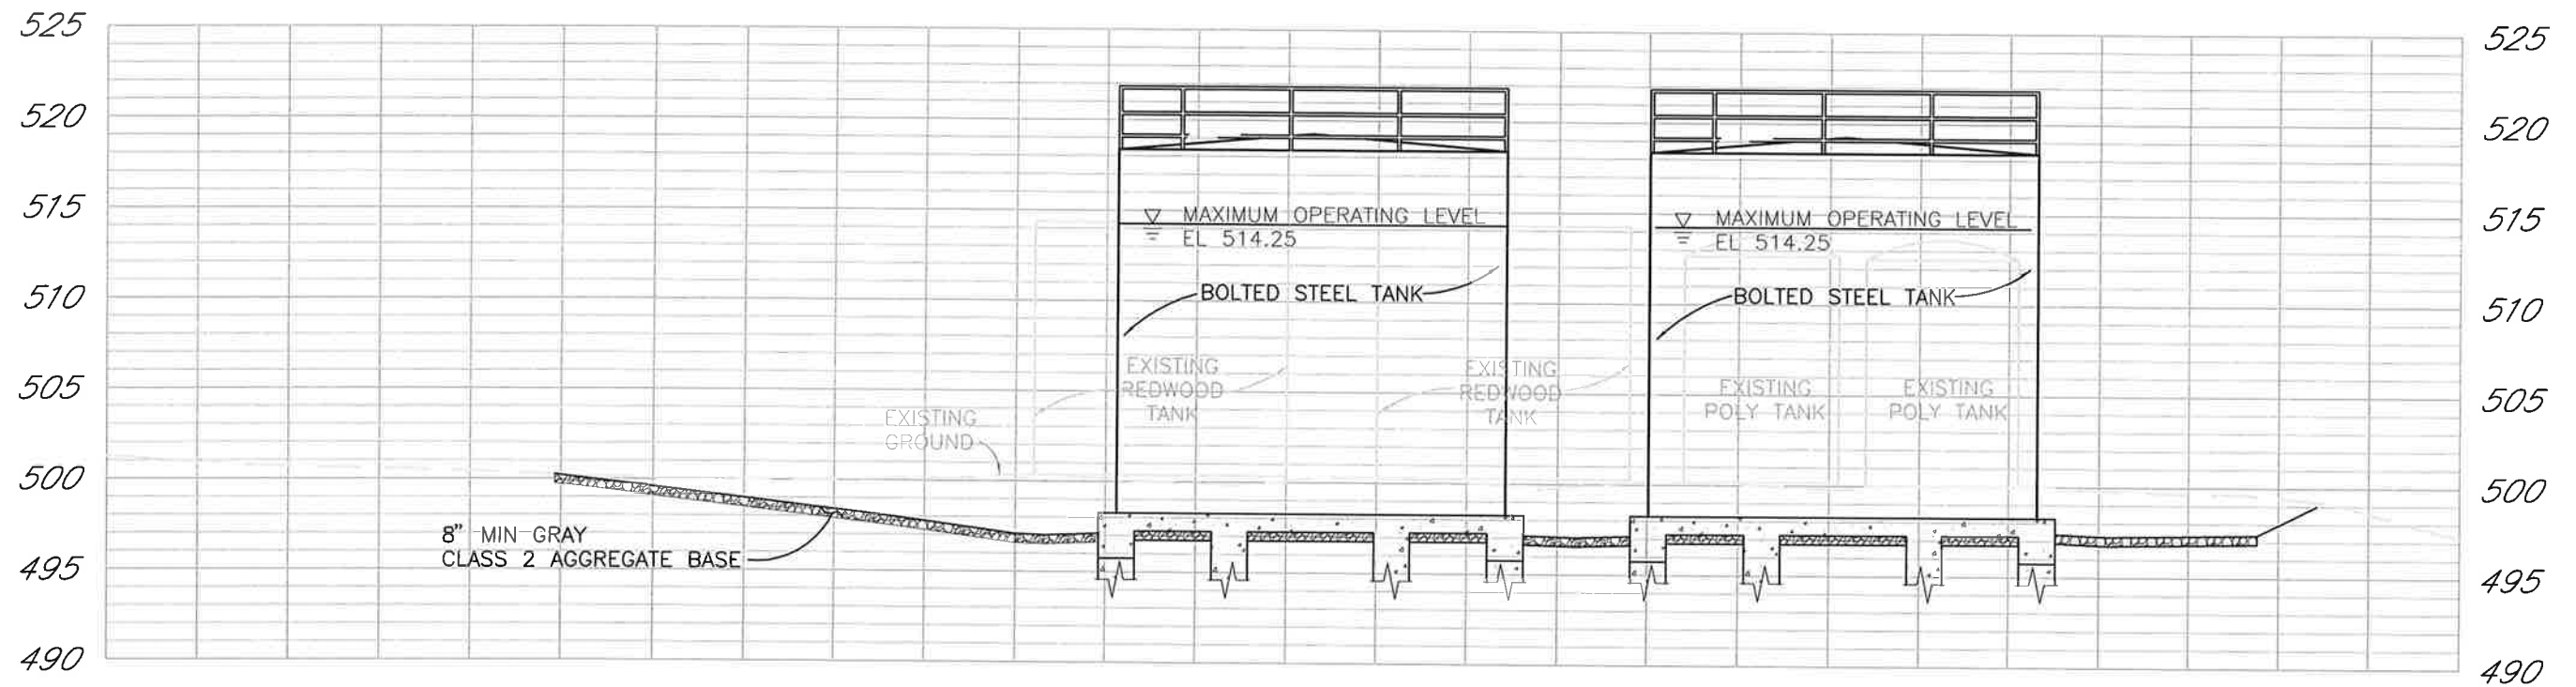 525
525
520
520
515
515
510
510
505
505
500
500
495
495
490
490
MAXIMUM OPERATING LEVEL
EL 514.25
MAXIMUM OPERATING LEVEL
EL 514.25
BOLTED STEEL TANK
BOLTED STEEL TANK
EXISTING
REDWOOD
TANK
EXISTING
REDWOOD
TANK
EXISTING
POLY TANK
EXISTING
POLY TANK
EXISTING
GROUND
8" MIN GRAY
CLASS 2 AGGREGATE BASE